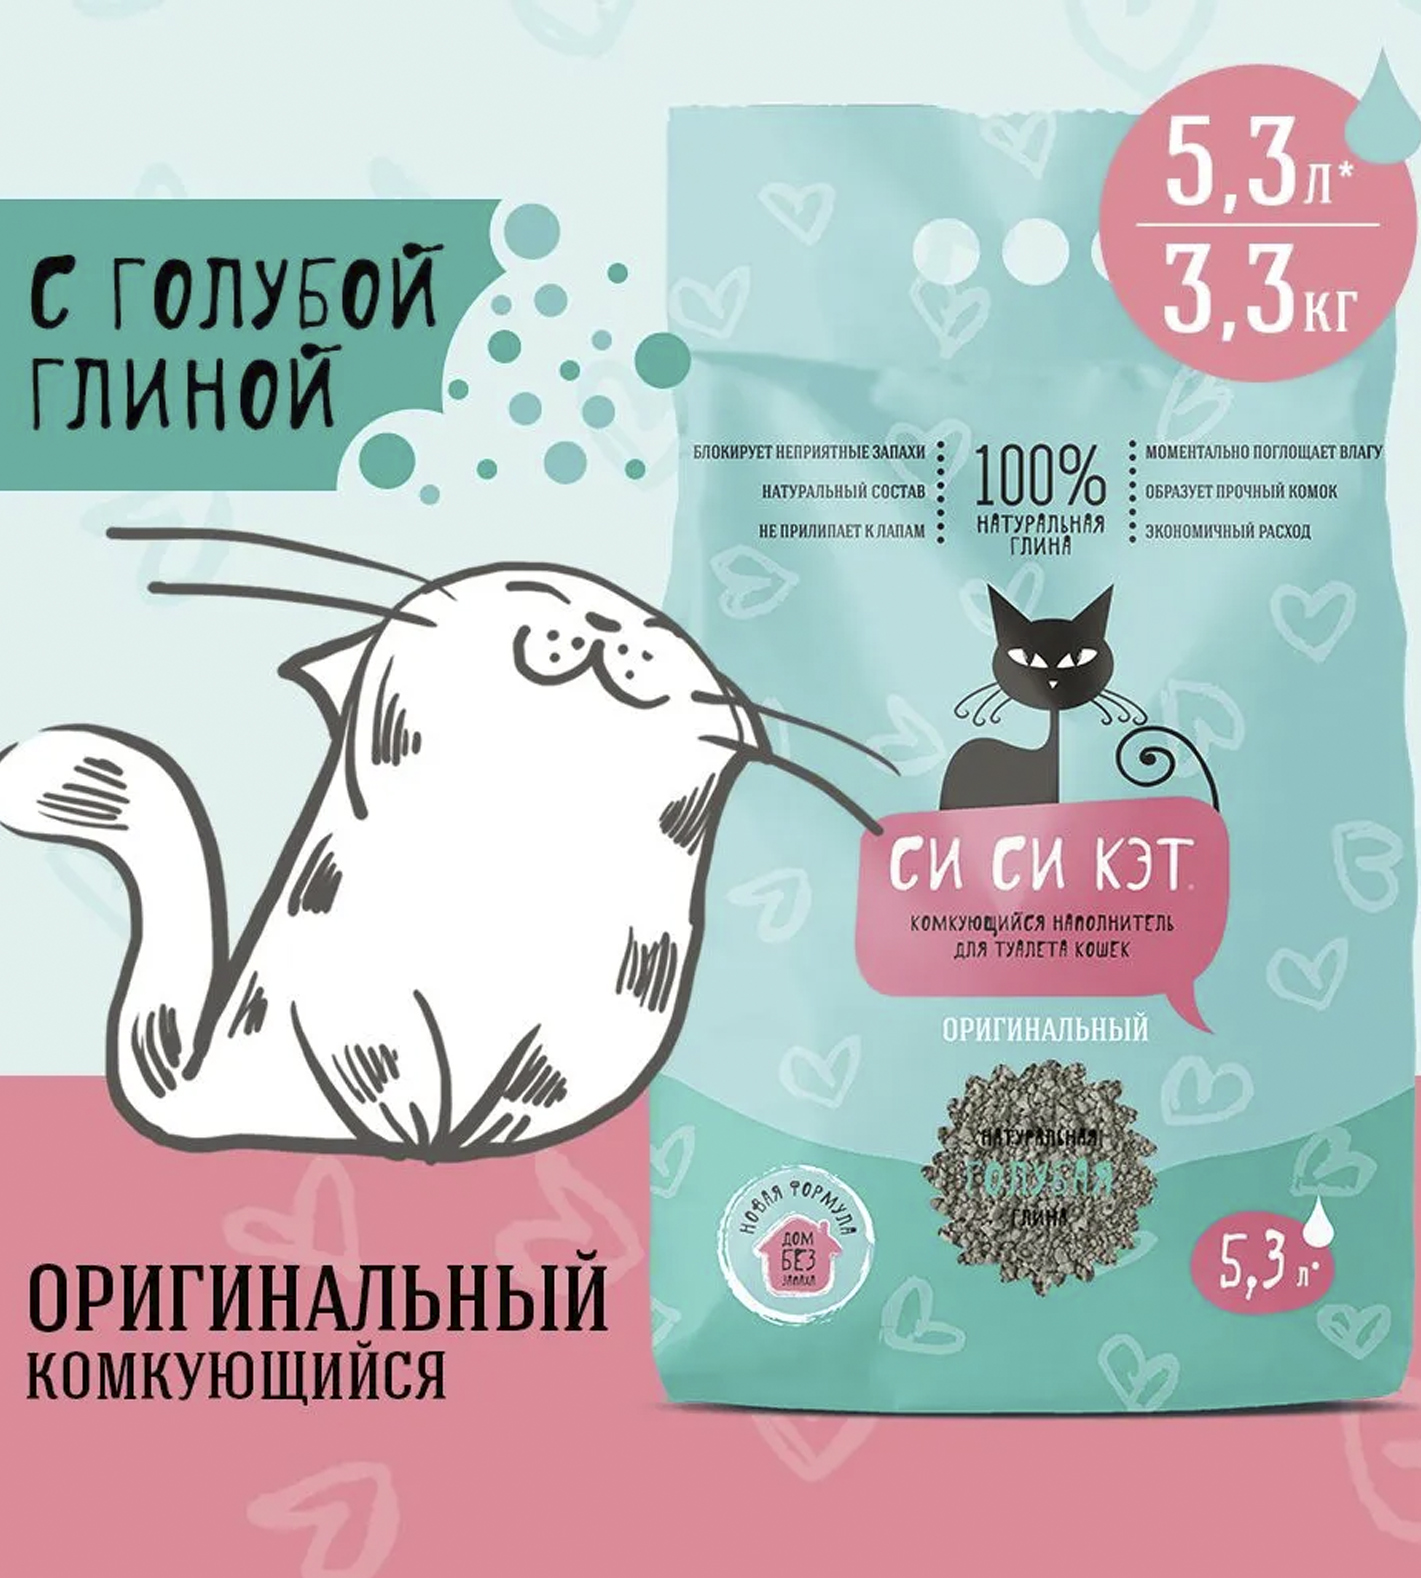 5,3л*
3,3кг
С ГОЛУБОЙ
ГЛИНОЙ
БЛОКИРУЕТ НЕПРИЯТНЫЕ ЗАПАХИ
НАТУРАЛЬНЫЙ СОСТАВ
НЕ ПРИЛИПАЕТ К ЛАПАМ
100%
НАТУРАЛЬНАЯ
ГЛИНА
МОМЕНТАЛЬНО ПОГЛОЩАЕТ ВЛАГУ
ОБРАЗУЕТ ПРОЧНЫЙ КОМОК
ЭКОНОМИЧНЫЙ РАСХОД
СИ СИ КЭТ
КОМКУЮЩИЙСЯ НАПОЛНИТЕЛЬ
ДЛЯ ТУАЛЕТА КОШЕК
ОРИГИНАЛЬНЫЙ
НАТУРАЛЬНАЯ
ГОЛУБАЯ
ГЛИНА
НОВАЯ ФОРМУЛА
ДОМ
БЕЗ
ЗАПАХА
5,3 л*
ОРИГИНАЛЬНЫЙ
КОМКУЮЩИЙСЯ